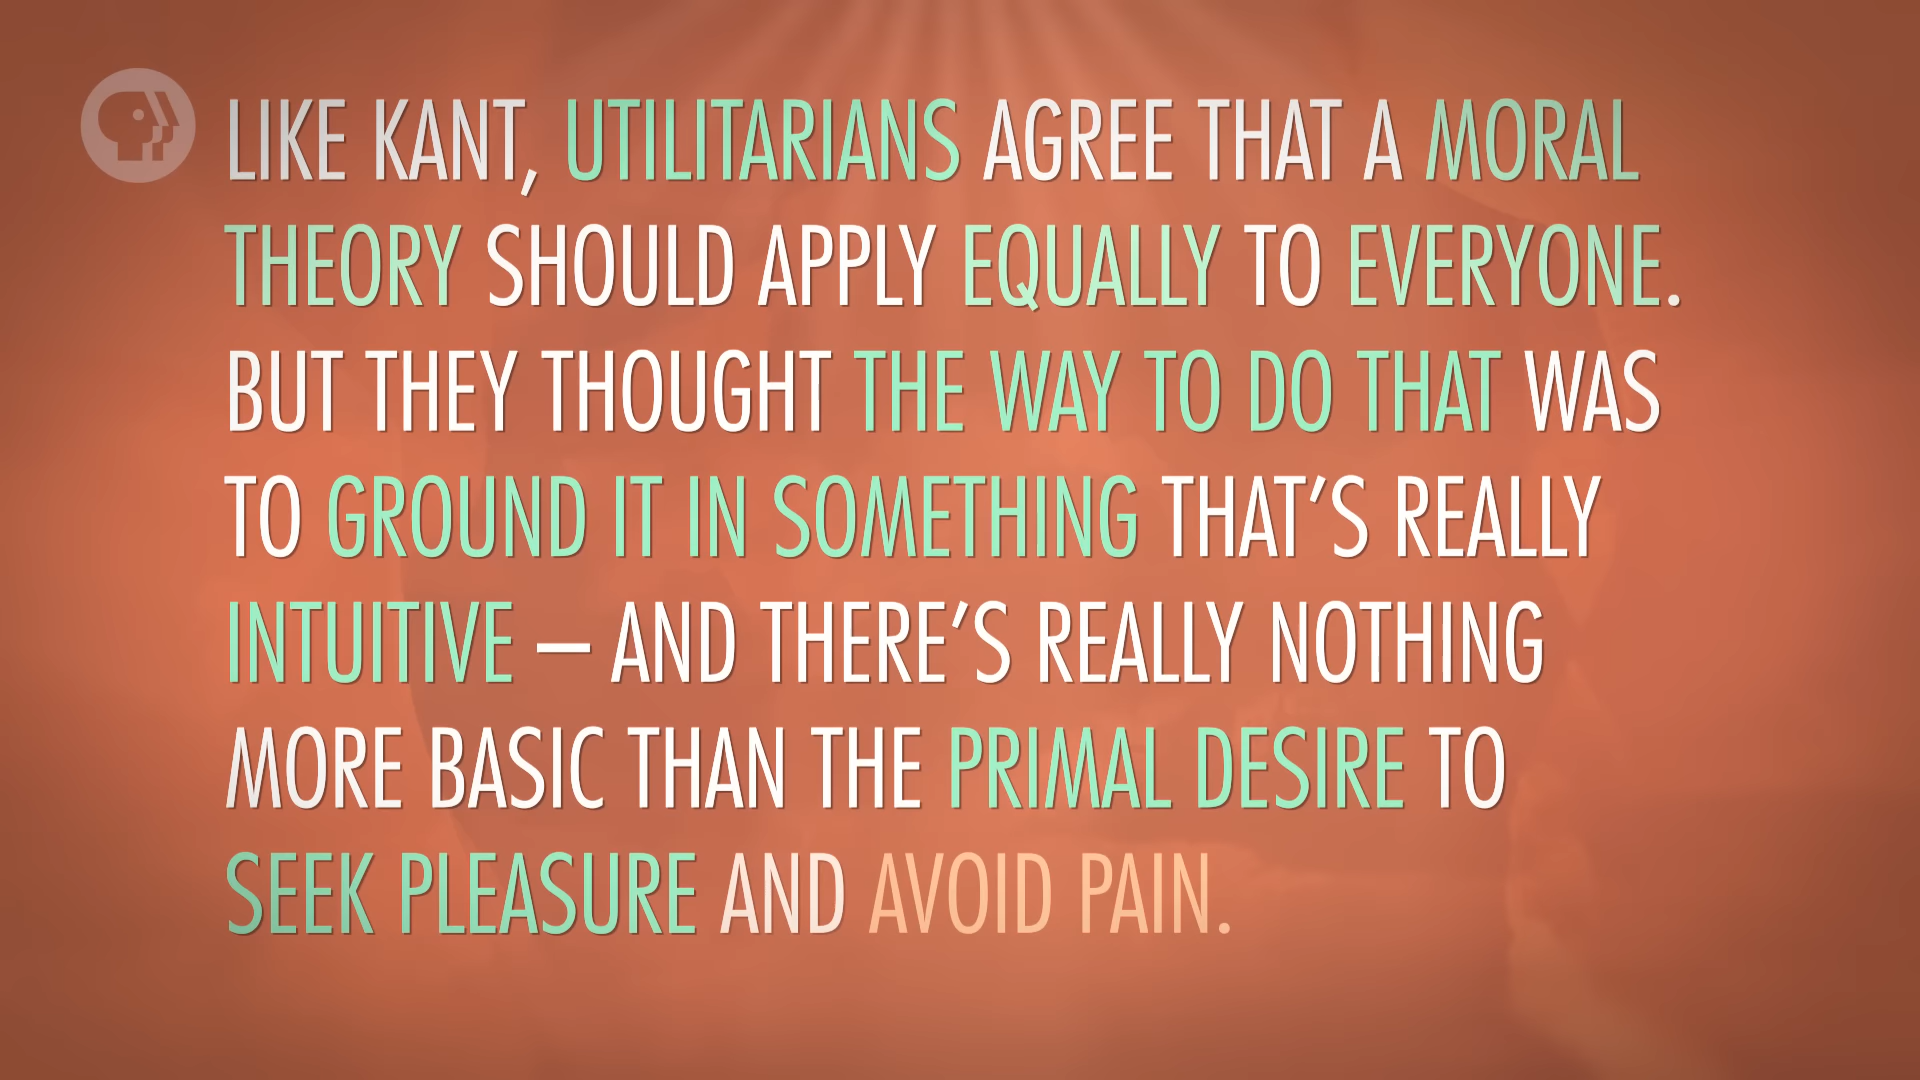 LIKE KANT, UTILITARIANS AGREE THAT A MORAL
THEORY SHOULD APPLY EQUALLY TO EVERYONE.
BUT THEY THOUGHT THE WAY TO DO THAT WAS
TO GROUND IT IN SOMETHING THAT'S REALLY
INTUITIVE – AND THERE'S REALLY NOTHING
MORE BASIC THAN THE PRIMAL DESIRE TO
SEEK PLEASURE AND AVOID PAIN.